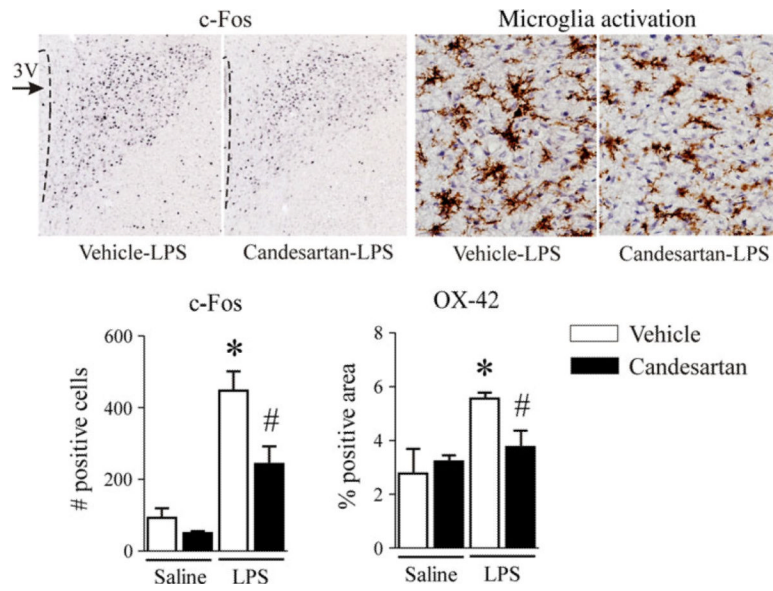 c-Fos
Microglia activation
3V
Vehicle-LPS
Candesartan-LPS
Vehicle-LPS
Candesartan-LPS
c-Fos
# positive cells
600
400
200
0
*
#
Saline
LPS
OX-42
% positive area
8
6
4
2
0
*
#
Saline
LPS
Vehicle
Candesartan